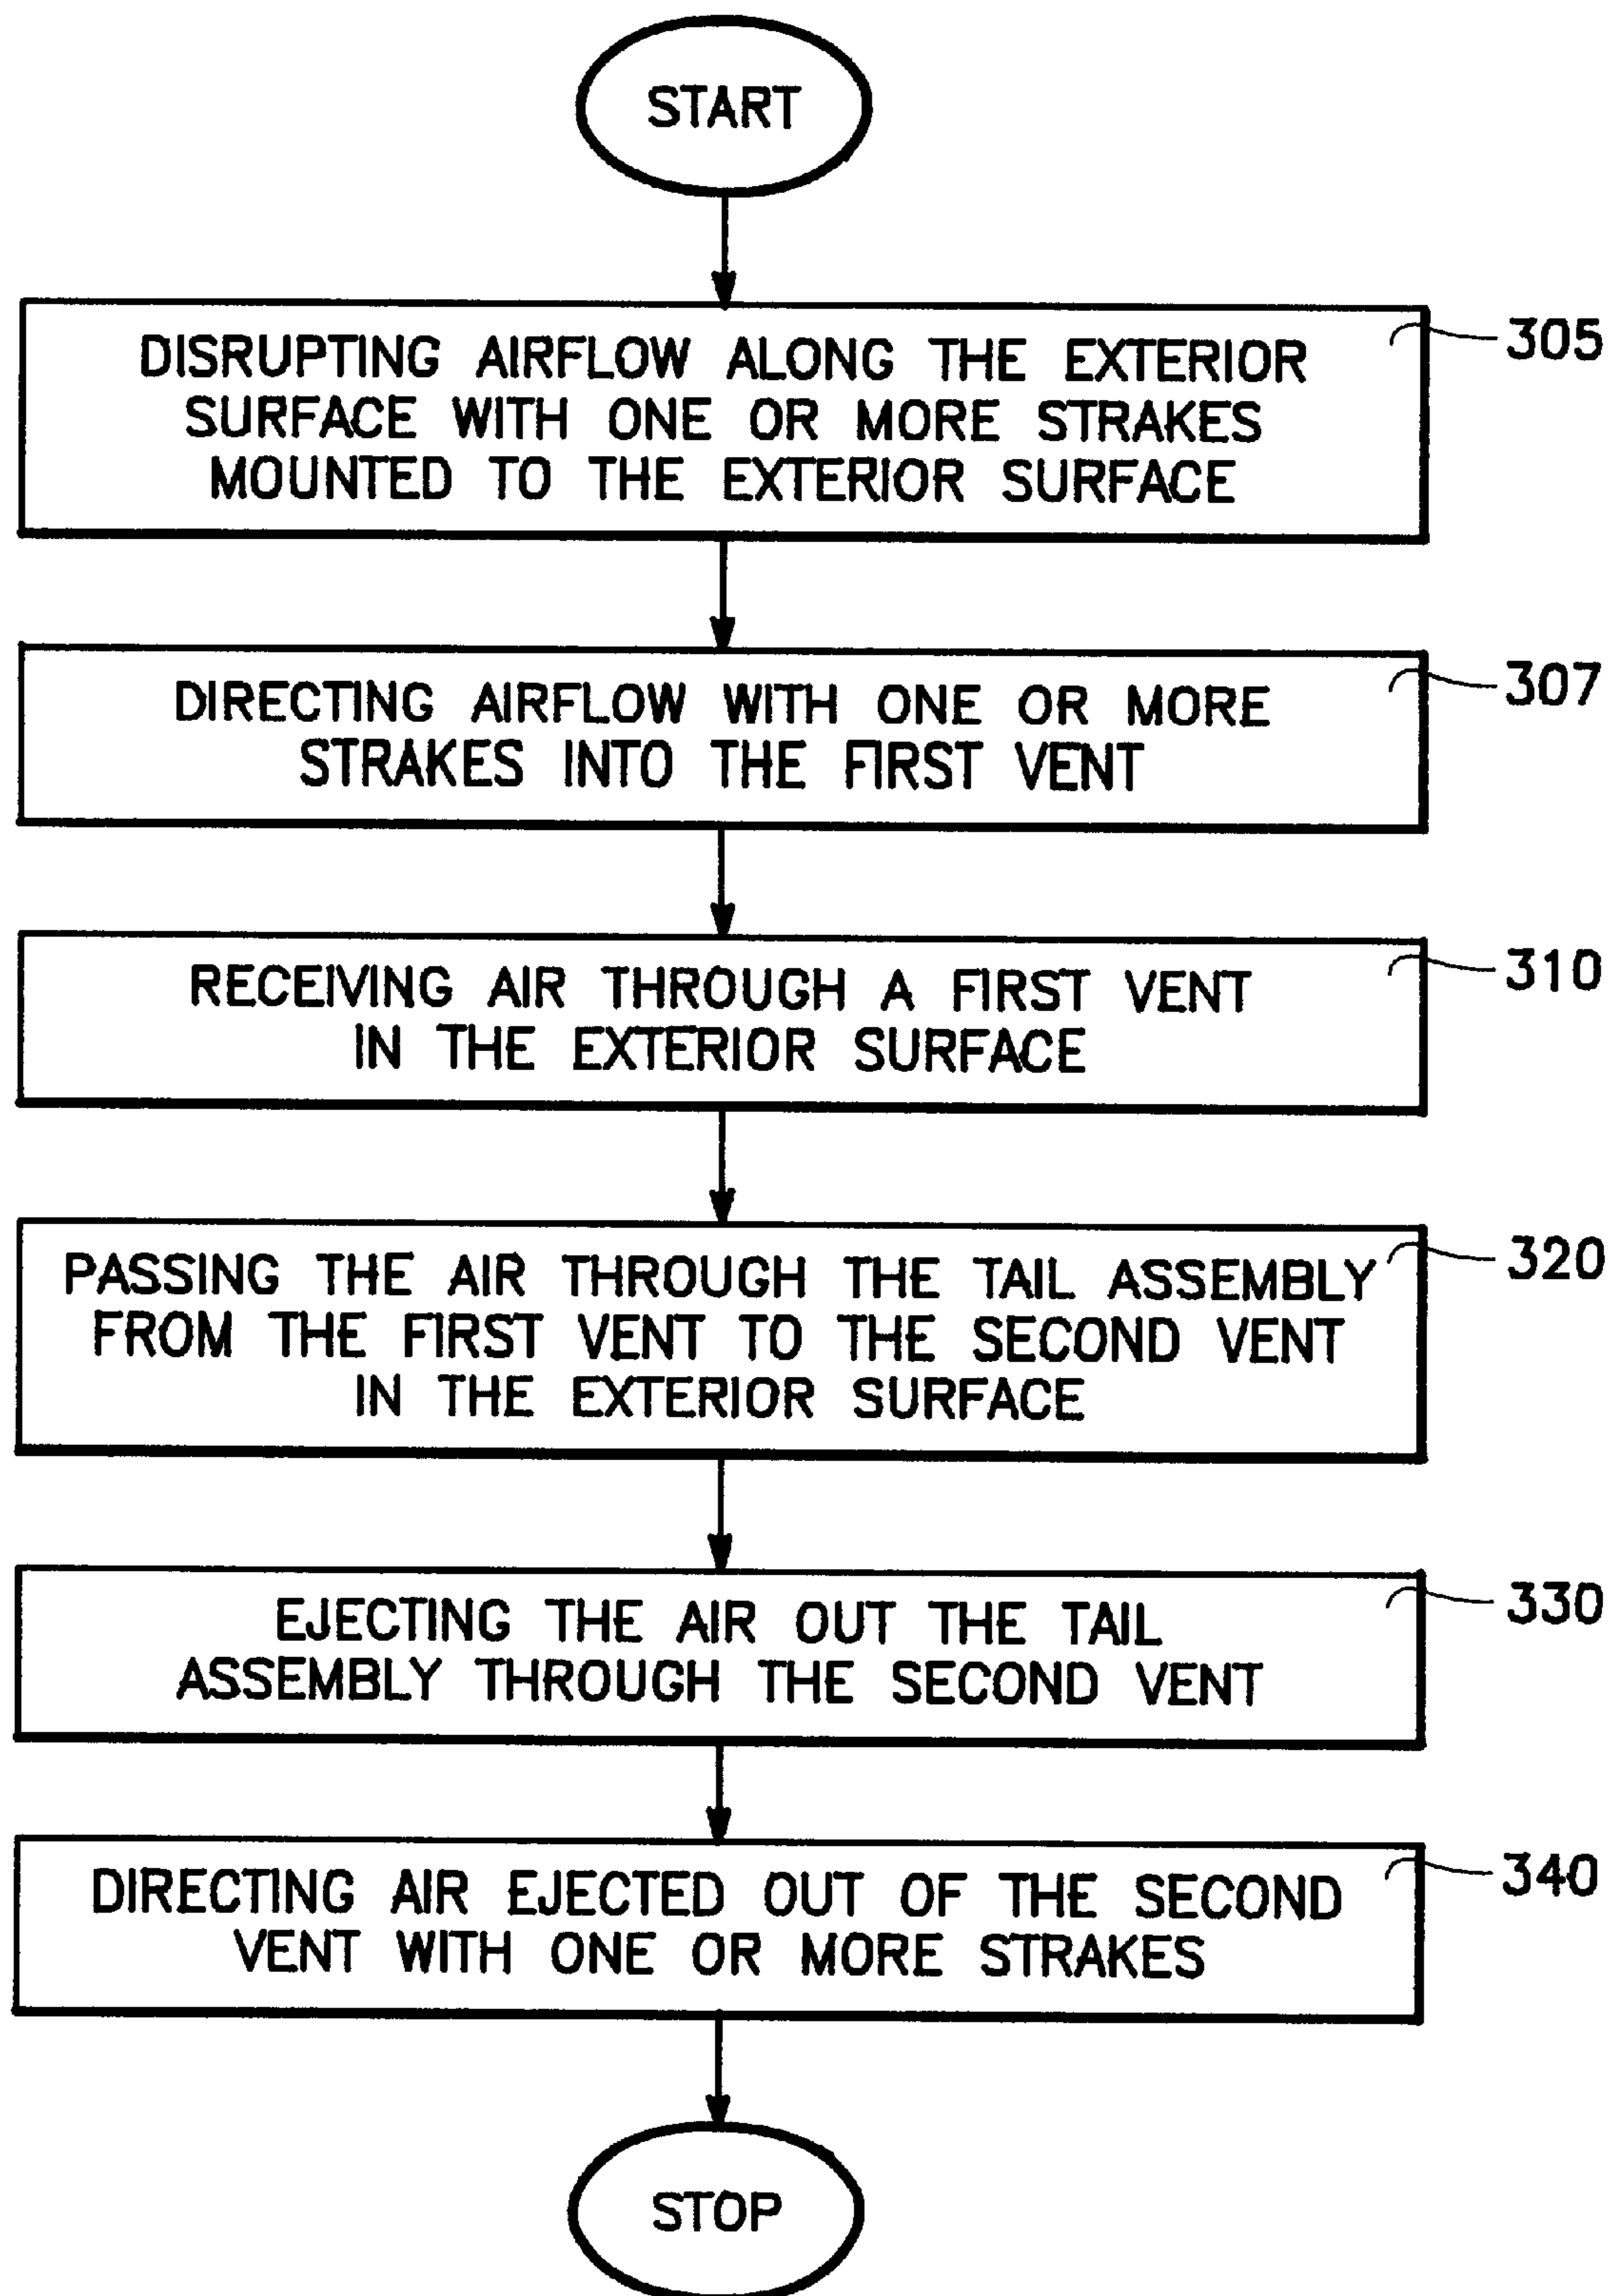 START
DISRUPTING AIRFLOW ALONG THE EXTERIOR
SURFACE WITH ONE OR MORE STRAKES
MOUNTED TO THE EXTERIOR SURFACE
305
DIRECTING AIRFLOW WITH ONE OR MORE
STRAKES INTO THE FIRST VENT
307
RECEIVING AIR THROUGH A FIRST VENT
IN THE EXTERIOR SURFACE
310
PASSING THE AIR THROUGH THE TAIL ASSEMBLY
FROM THE FIRST VENT TO THE SECOND VENT
IN THE EXTERIOR SURFACE
320
EJECTING THE AIR OUT THE TAIL
ASSEMBLY THROUGH THE SECOND VENT
330
DIRECTING AIR EJECTED OUT OF THE SECOND
VENT WITH ONE OR MORE STRAKES
340
STOP